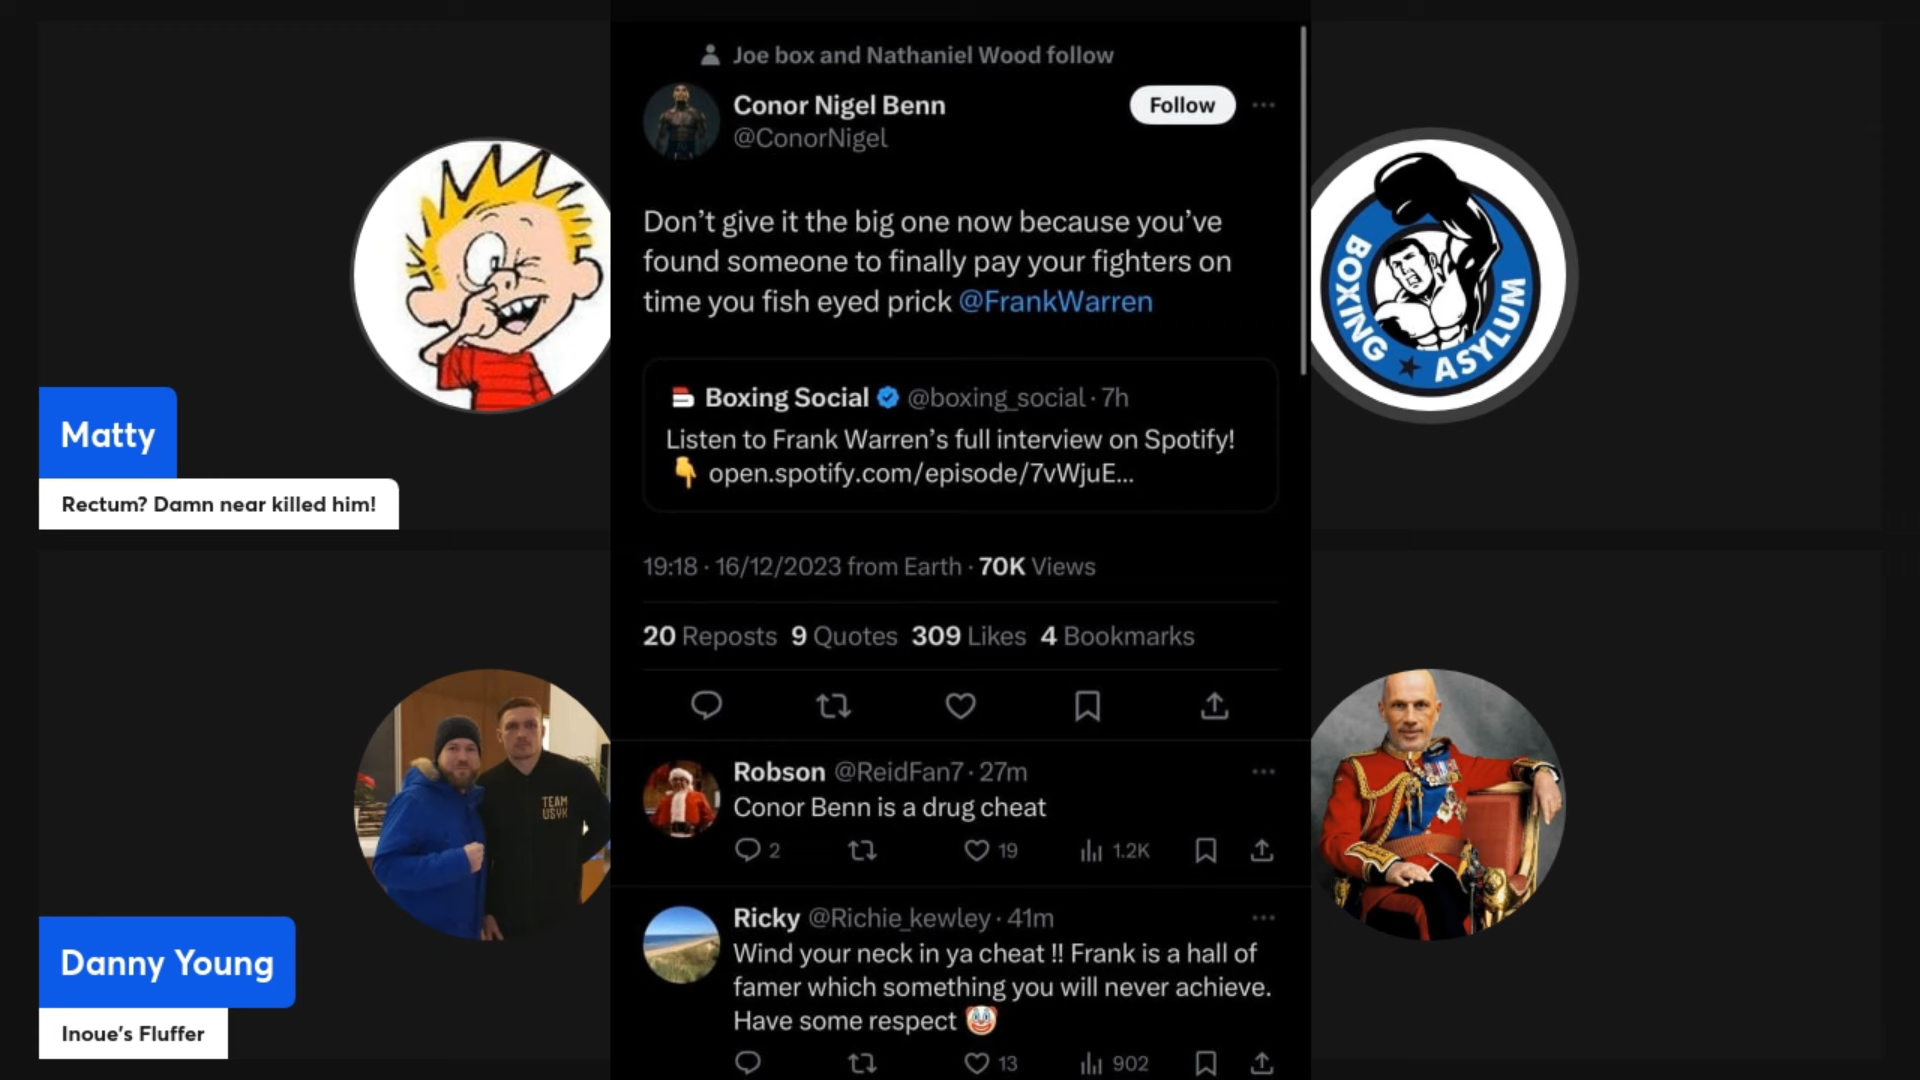 Joe box and Nathaniel Wood follow
Conor Nigel Benn
@ConorNigel
Follow
Don’t give it the big one now because you’ve
found someone to finally pay your fighters on
time you fish eyed prick @FrankWarren
Boxing Social @boxing_social · 7h
Listen to Frank Warren’s full interview on Spotify!
👇 open.spotify.com/episode/7vWjuE...
19:18 · 16/12/2023 from Earth · 70K Views
20 Reposts 9 Quotes 309 Likes 4 Bookmarks
Robson @ReidFan7 · 27m
Conor Benn is a drug cheat
2 19 1.2K
Ricky @Richie_kewley · 41m
Wind your neck in ya cheat !! Frank is a hall of
famer which something you will never achieve.
Have some respect 🤡
13 902
Matty
Rectum? Damn near killed him!
BOXING ASYLUM
TEAM
USYK
Danny Young
Inoue’s Fluffer